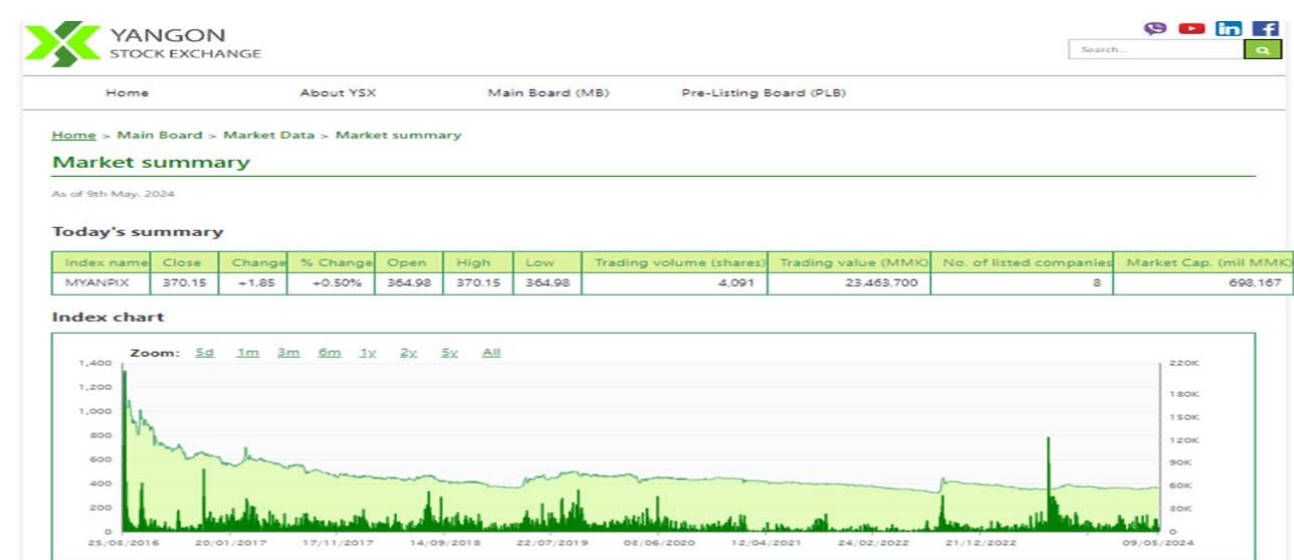 YANGON
STOCK EXCHANGE
Search...
Home About YSX Main Board (MB) Pre-Listing Board (PLB)
Home > Main Board > Market Data > Market summary
Market summary
As of 9th May, 2024
Today's summary
Index name Close Change % Change Open High Low Trading volume (shares) Trading value (MMK) No. of listed companies Market Cap. (mil MMK)
MYANPIX 370.15 +1.85 +0.50% 364.98 370.15 364.98 4,091 23,463,700 8 698,167
Index chart
Zoom: 5d 1m 3m 6m 1y 2y 5y All
1,400 220K
1,200 180K
1,000 150K
800 120K
600 90K
400 60K
200 30K
0 0
25/08/2016 20/01/2017 17/11/2017 14/09/2018 22/07/2019 08/06/2020 12/04/2021 24/02/2022 21/12/2022 09/05/2024